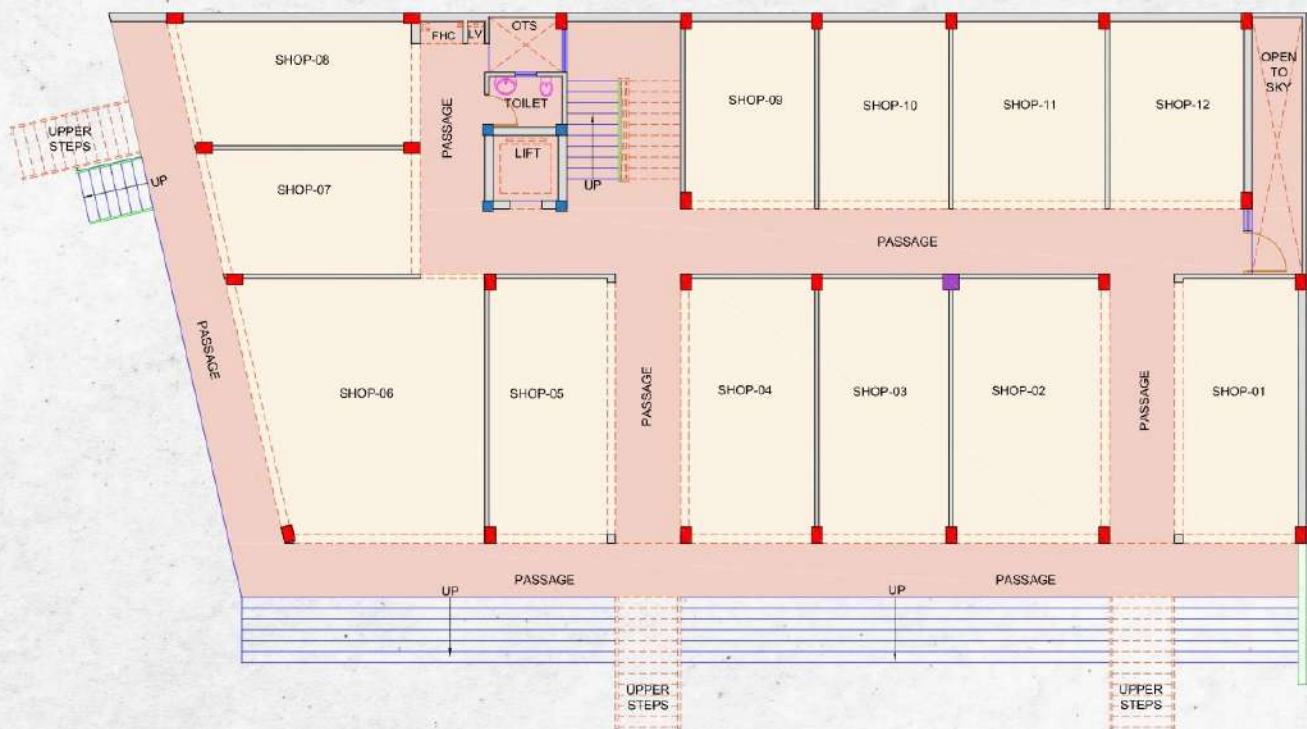 OTS
FHC
LV
SHOP-08
OPEN
TO
SKY
SHOP-09
SHOP-10
SHOP-11
SHOP-12
TOILET
PASSAGE
UPPER
STEPS
LIFT
UP
UP
SHOP-07
PASSAGE
PASSAGE
SHOP-06
SHOP-05
PASSAGE
SHOP-04
SHOP-03
SHOP-02
PASSAGE
SHOP-01
PASSAGE
PASSAGE
UP
UP
UPPER
STEPS
UPPER
STEPS